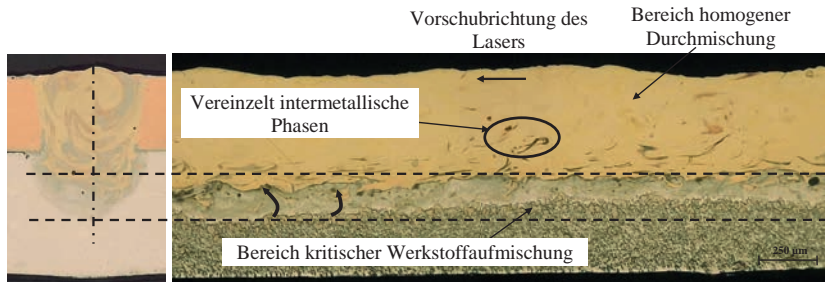 Vorschubrichtung des
Lasers
Bereich homogener
Durchmischung
Vereinzelt intermetallische
Phasen
Bereich kritischer Werkstoffaufmischung
250 µm